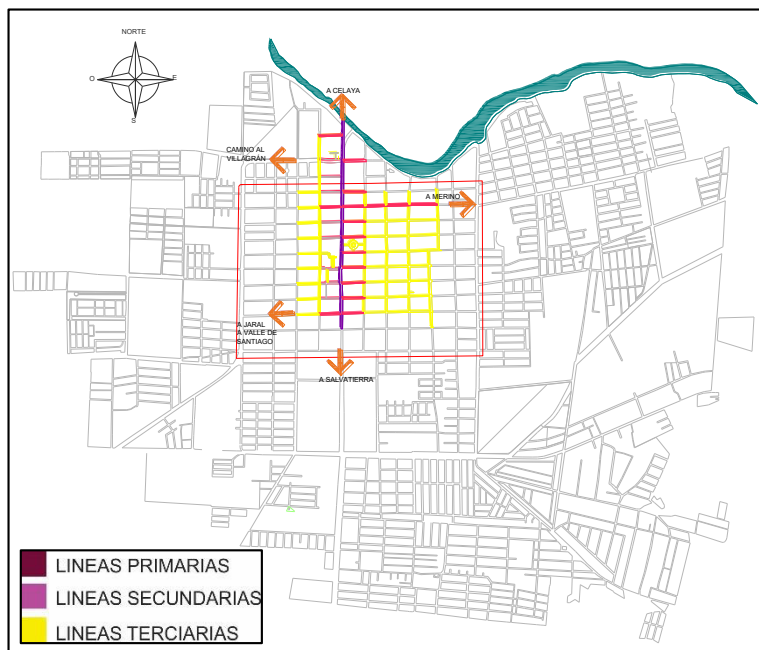 NORTE
O
E
S
A CELAYA
CAMINO AL
VILLAGRÁN
A MERINO
A JARAL
A VALLE DE
SANTIAGO
A SALVATIERRA
LINEAS PRIMARIAS
LINEAS SECUNDARIAS
LINEAS TERCIARIAS